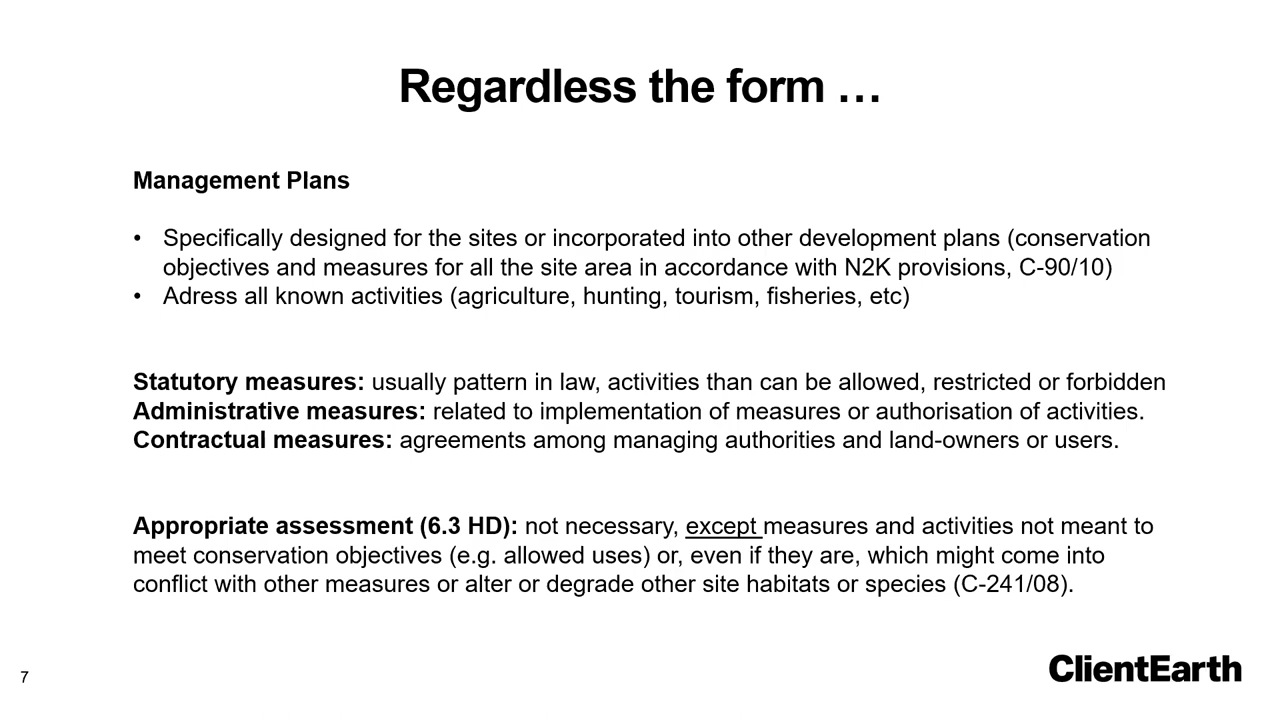 Regardless the form …
Management Plans
• Specifically designed for the sites or incorporated into other development plans (conservation
objectives and measures for all the site area in accordance with N2K provisions, C-90/10)
• Adress all known activities (agriculture, hunting, tourism, fisheries, etc)
Statutory measures: usually pattern in law, activities than can be allowed, restricted or forbidden
Administrative measures: related to implementation of measures or authorisation of activities.
Contractual measures: agreements among managing authorities and land-owners or users.
Appropriate assessment (6.3 HD): not necessary, except measures and activities not meant to
meet conservation objectives (e.g. allowed uses) or, even if they are, which might come into
conflict with other measures or alter or degrade other site habitats or species (C-241/08).
7
ClientEarth